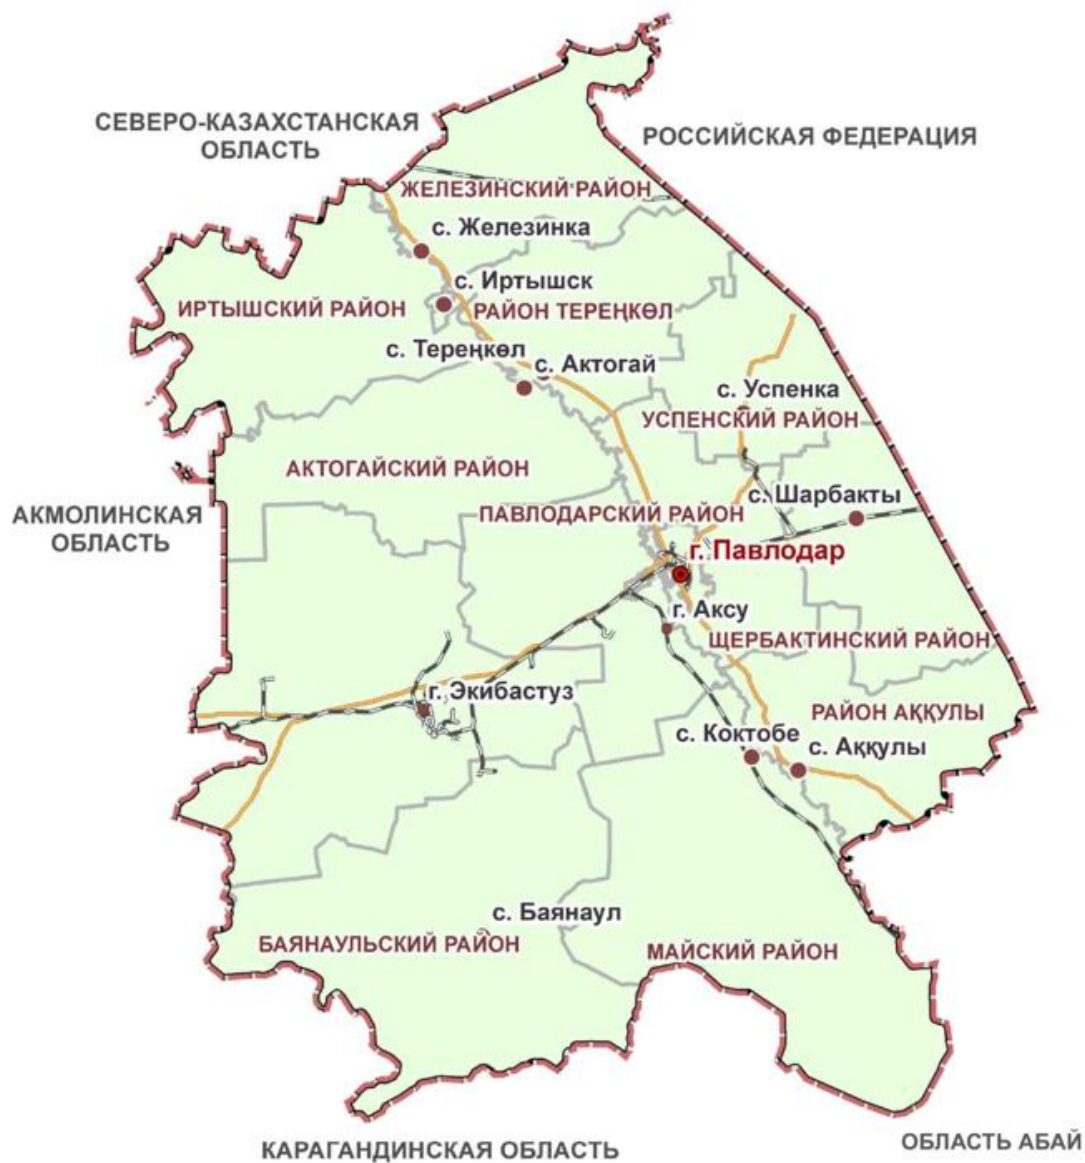 СЕВЕРО-КАЗАХСТАНСКАЯ
ОБЛАСТЬ
РОССИЙСКАЯ ФЕДЕРАЦИЯ
ЖЕЛЕЗИНСКИЙ РАЙОН
с. Железинка
с. Иртышск
ИРТЫШСКИЙ РАЙОН
РАЙОН ТЕРЕҢКӨЛ
с. Тереңкөл
с. Актогай
с. Успенка
УСПЕНСКИЙ РАЙОН
АКТОГАЙСКИЙ РАЙОН
с. Шарбакты
АКМОЛИНСКАЯ
ОБЛАСТЬ
ПАВЛОДАРСКИЙ РАЙОН
г. Павлодар
г. Аксу
ЩЕРБАКТИНСКИЙ РАЙОН
г. Экибастуз
РАЙОН АҚҚУЛЫ
с. Коктобе
с. Аққулы
с. Баянаул
БАЯНАУЛЬСКИЙ РАЙОН
МАЙСКИЙ РАЙОН
КАРАГАНДИНСКАЯ ОБЛАСТЬ
ОБЛАСТЬ АБАЙ